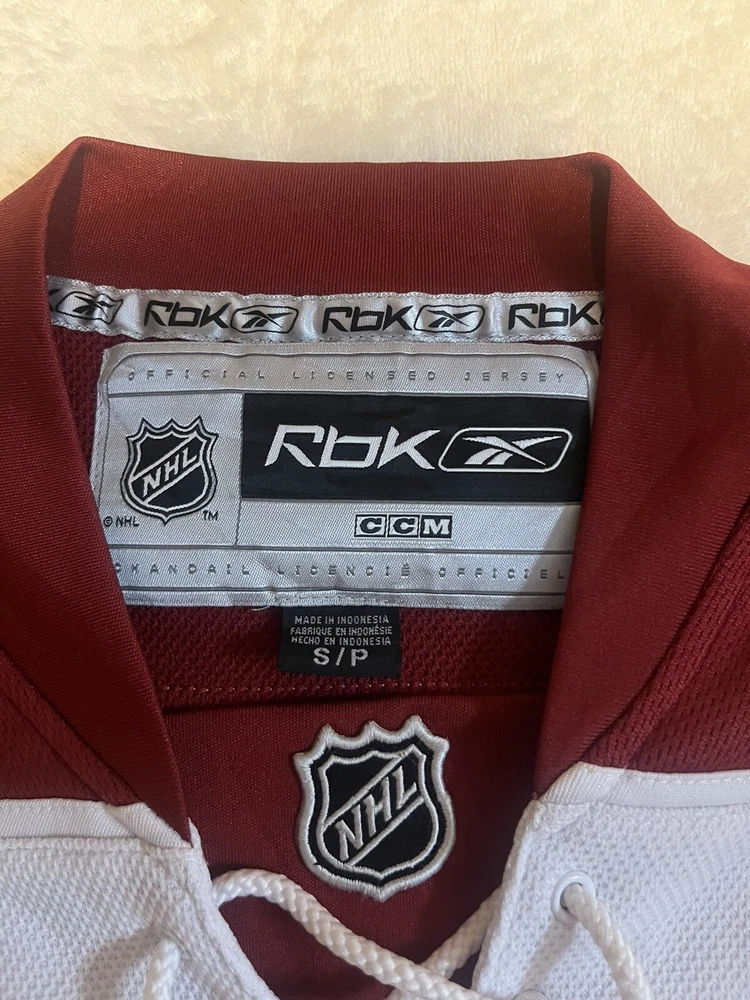 RbK RbK RbK
OFFICIAL LICENSED JERSEY
NHL
RbK
© NHL TM
CCM
CHANDAIL LICENCIÉ OFFICIEL
MADE IN INDONESIA
FABRIQUE EN INDONÉSIE
HECHO EN INDONESIA
S/P
NHL